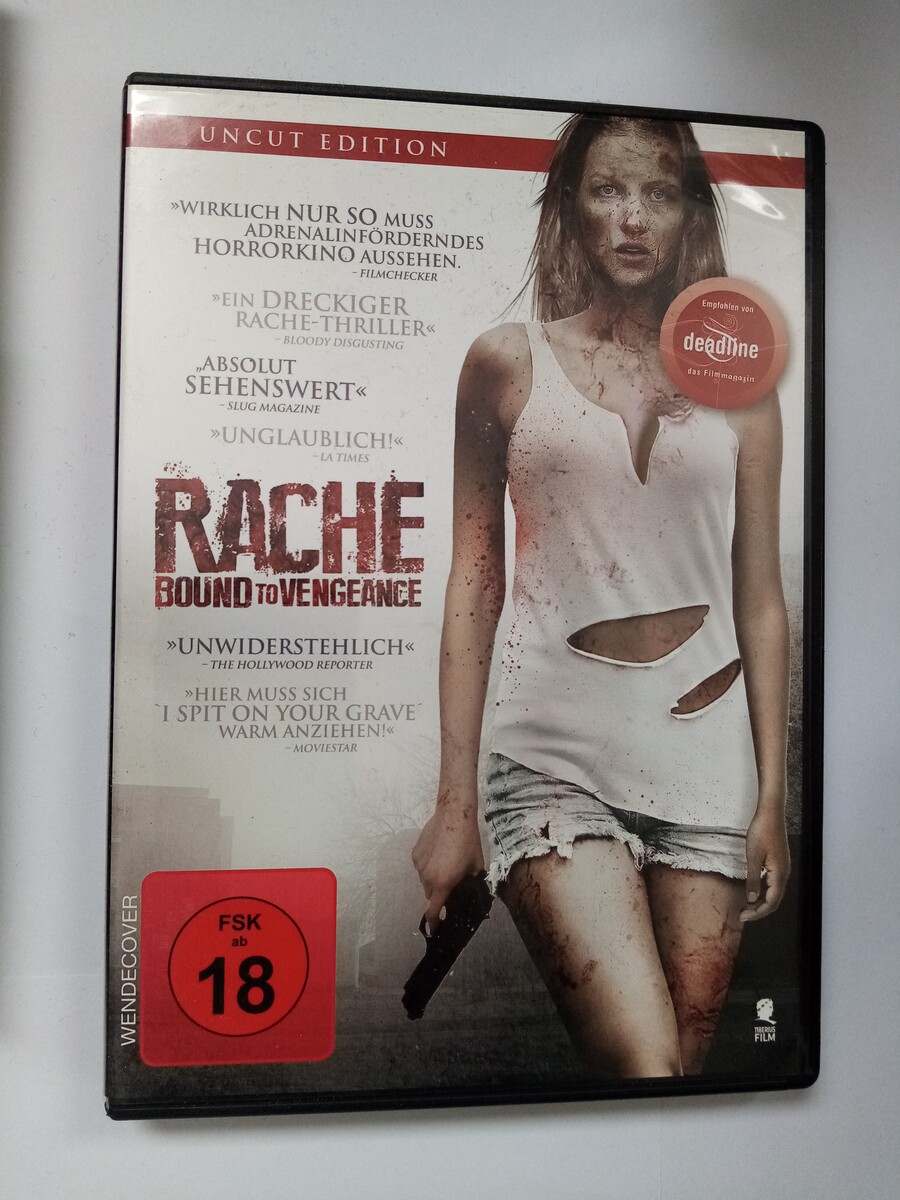 UNCUT EDITION
»WIRKLICH NUR SO MUSS
ADRENALINFÖRDERNDES
HORRORKINO AUSSEHEN.
– FILMCHECKER
»EIN DRECKIGER
RACHE-THRILLER«
– BLOODY DISGUSTING
„ABSOLUT
SEHENSWERT«
– SLUG MAGAZINE
»UNGLAUBLICH!«
– LA TIMES
RACHE
BOUND TO VENGEANCE
»UNWIDERSTEHLICH«
– THE HOLLYWOOD REPORTER
»HIER MUSS SICH
`I SPIT ON YOUR GRAVE´
WARM ANZIEHEN!«
– MOVIESTAR
Empfohlen von
deadline
das Filmmagazin
WENDECOVER
FSK
ab
18
TIBERIUS
FILM